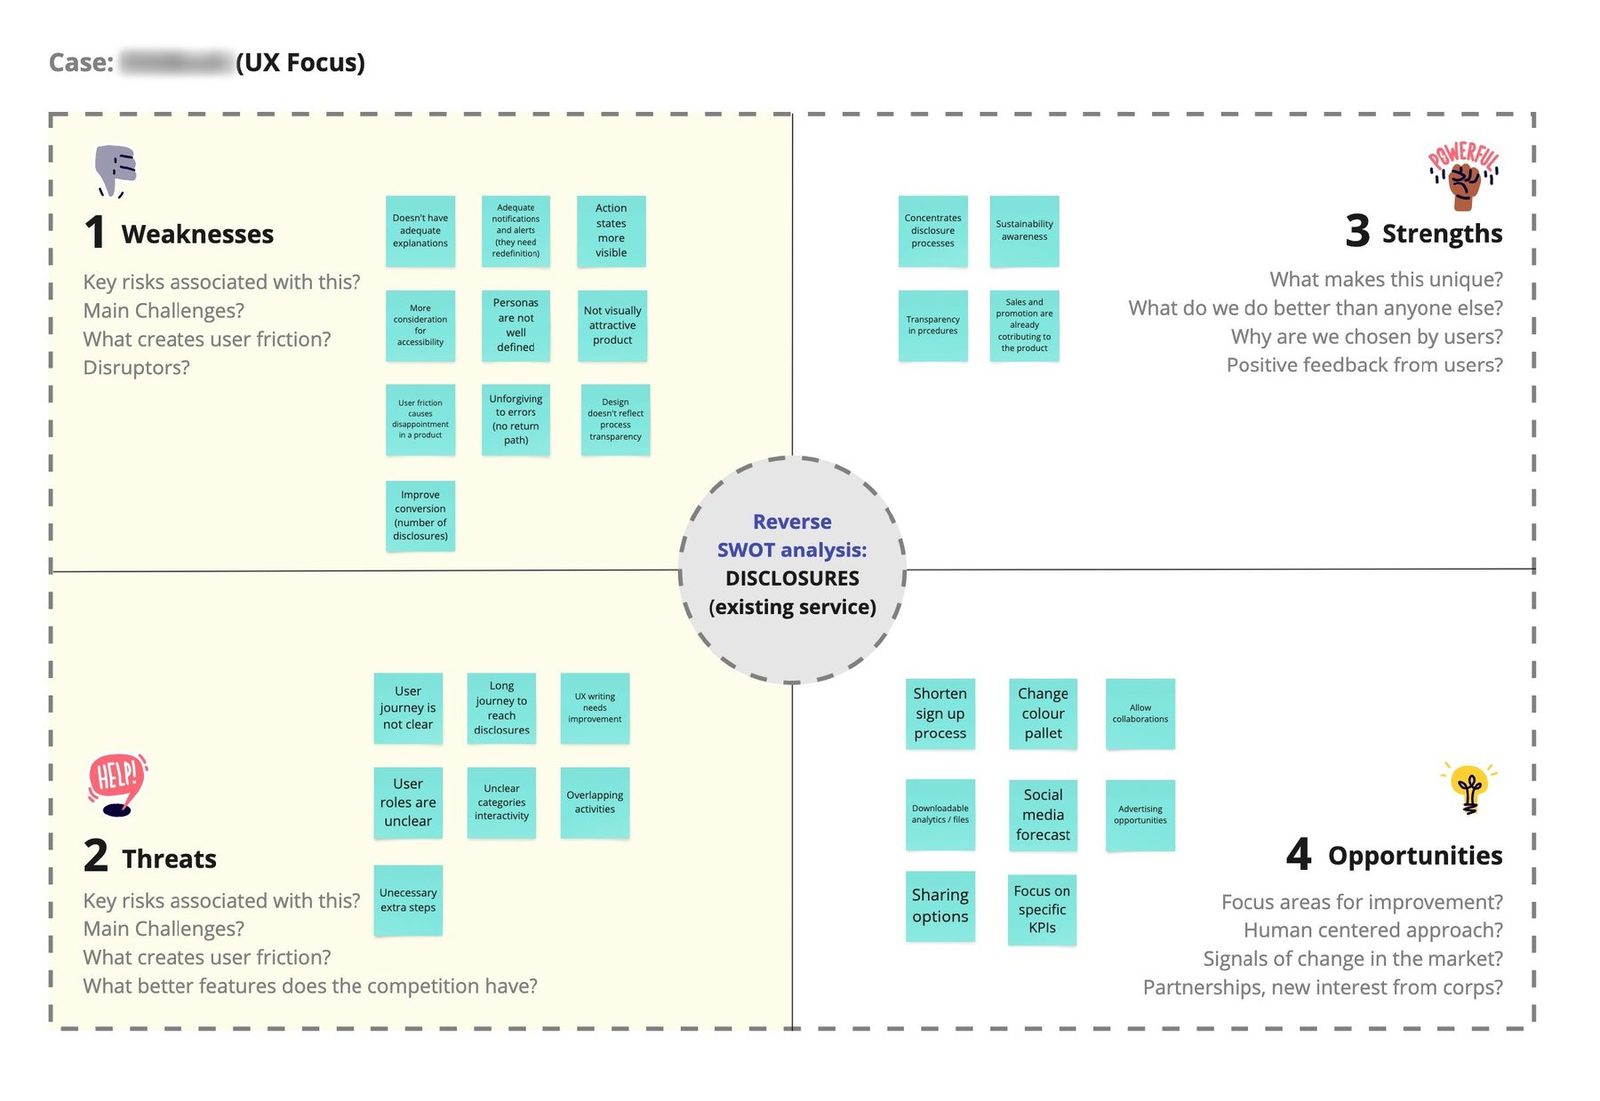 Case: (UX Focus)
1 Weaknesses
Key risks associated with this?
Main Challenges?
What creates user friction?
Disruptors?
Doesn't have
adequate
explanations
Adequate
notifications
and alerts
(they need
redefinition)
Action
states
more
visible
More
consideration
for
accessibility
Personas
are not
well
defined
Not visually
attractive
product
User friction
causes
disappointment
in a product
Unforgiving
to errors
(no return
path)
Design
doesn't reflect
process
transparency
Improve
conversion
(number of
disclosures)
POWERFUL
3 Strengths
What makes this unique?
What do we do better than anyone else?
Why are we chosen by users?
Positive feedback from users?
Concentrates
disclosure
processes
Sustainability
awareness
Transparency
in prcedures
Sales and
promotion are
already
cotributing to
the product
Reverse
SWOT analysis:
DISCLOSURES
(existing service)
HELP!
2 Threats
Key risks associated with this?
Main Challenges?
What creates user friction?
What better features does the competition have?
User
journey is
not clear
Long
journey to
reach
disclosures
UX writing
needs
improvement
User
roles are
unclear
Unclear
categories
interactivity
Overlapping
activities
Unecessary
extra steps
Shorten
sign up
process
Change
colour
pallet
Allow
collaborations
Downloadable
analytics / files
Social
media
forecast
Advertising
opportunities
Sharing
options
Focus on
specific
KPIs
4 Opportunities
Focus areas for improvement?
Human centered approach?
Signals of change in the market?
Partnerships, new interest from corps?